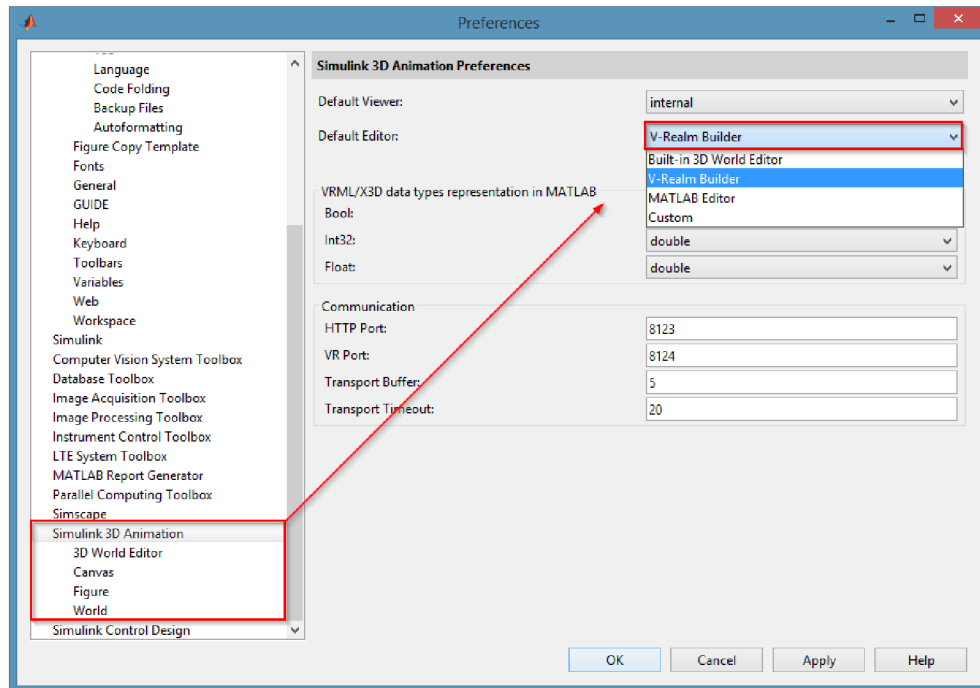 Preferences
Language
Code Folding
Backup Files
Autoformatting
Figure Copy Template
Fonts
General
GUIDE
Help
Keyboard
Toolbars
Variables
Web
Workspace
Simulink
Computer Vision System Toolbox
Database Toolbox
Image Acquisition Toolbox
Image Processing Toolbox
Instrument Control Toolbox
LTE System Toolbox
MATLAB Report Generator
Parallel Computing Toolbox
Simscape
Simulink 3D Animation
3D World Editor
Canvas
Figure
World
Simulink Control Design
Simulink 3D Animation Preferences
Default Viewer: internal
Default Editor: V-Realm Builder
Built-in 3D World Editor
V-Realm Builder
MATLAB Editor
Custom
VRML/X3D data types representation in MATLAB
Bool:
Int32: double
Float: double
Communication
HTTP Port: 8123
VR Port: 8124
Transport Buffer: 5
Transport Timeout: 20
OK Cancel Apply Help